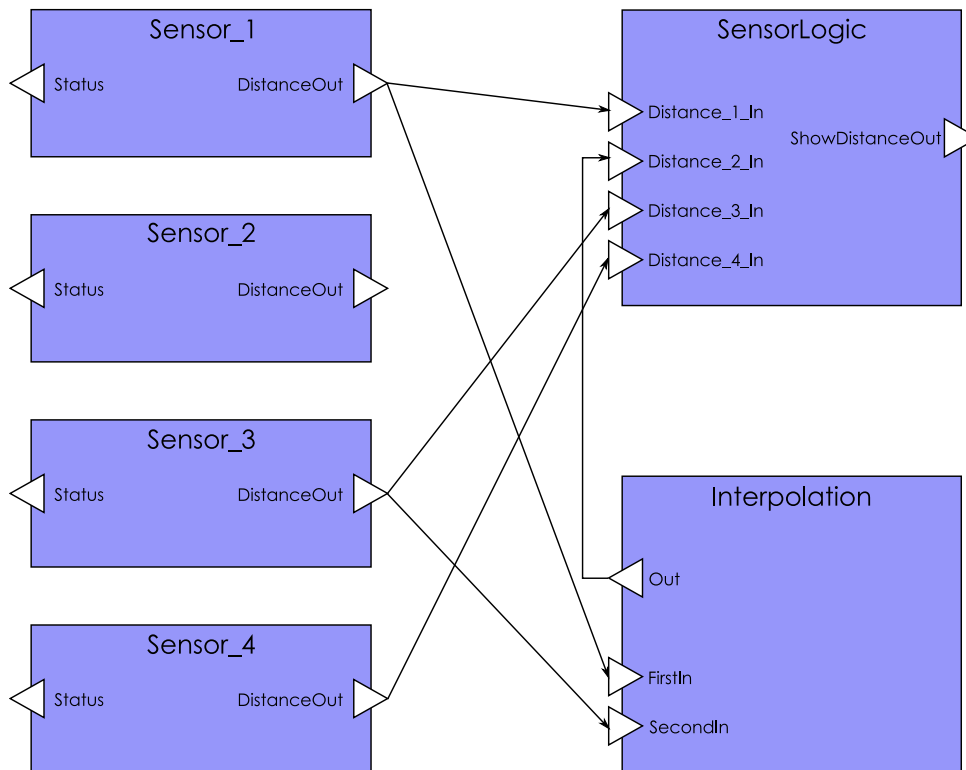 Sensor_1
Status
DistanceOut
Sensor_2
Status
DistanceOut
Sensor_3
Status
DistanceOut
Sensor_4
Status
DistanceOut
SensorLogic
Distance_1_In
ShowDistanceOut
Distance_2_In
Distance_3_In
Distance_4_In
Interpolation
Out
FirstIn
SecondIn